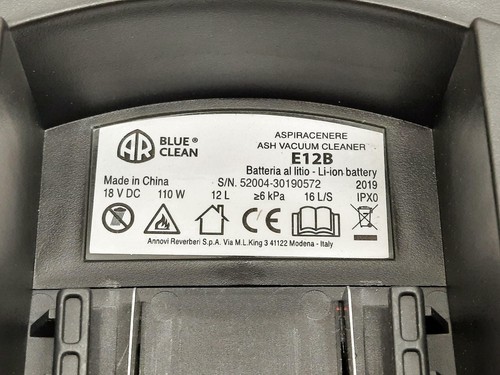 AR BLUE® CLEAN
ASPIRACENERE
ASH VACUUM CLEANER
E12B
Batteria al litio - Li-ion battery
Made in China S/N. 52004-30190572 2019
18 V DC 110 W 12 L ≥6 kPa 16 L/S IPX0
CE
Annovi Reverberi S.p.A. Via M.L.King 3 41122 Modena - Italy